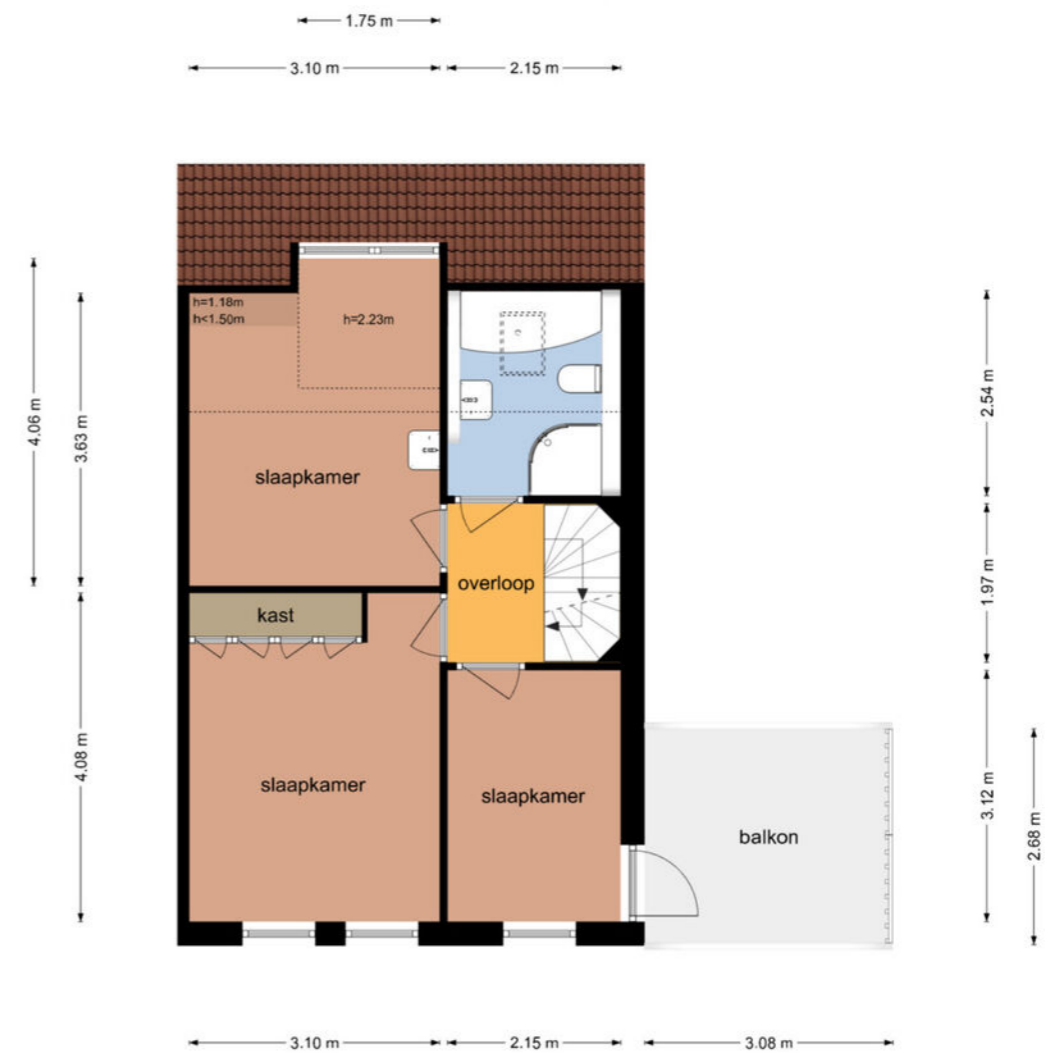 1.75 m
3.10 m
2.15 m
h=1.18m
h<1.50m
h=2.23m
4.06 m
3.63 m
2.54 m
slaapkamer
overloop
1.97 m
kast
4.08 m
slaapkamer
slaapkamer
balkon
3.12 m
2.68 m
3.10 m
2.15 m
3.08 m